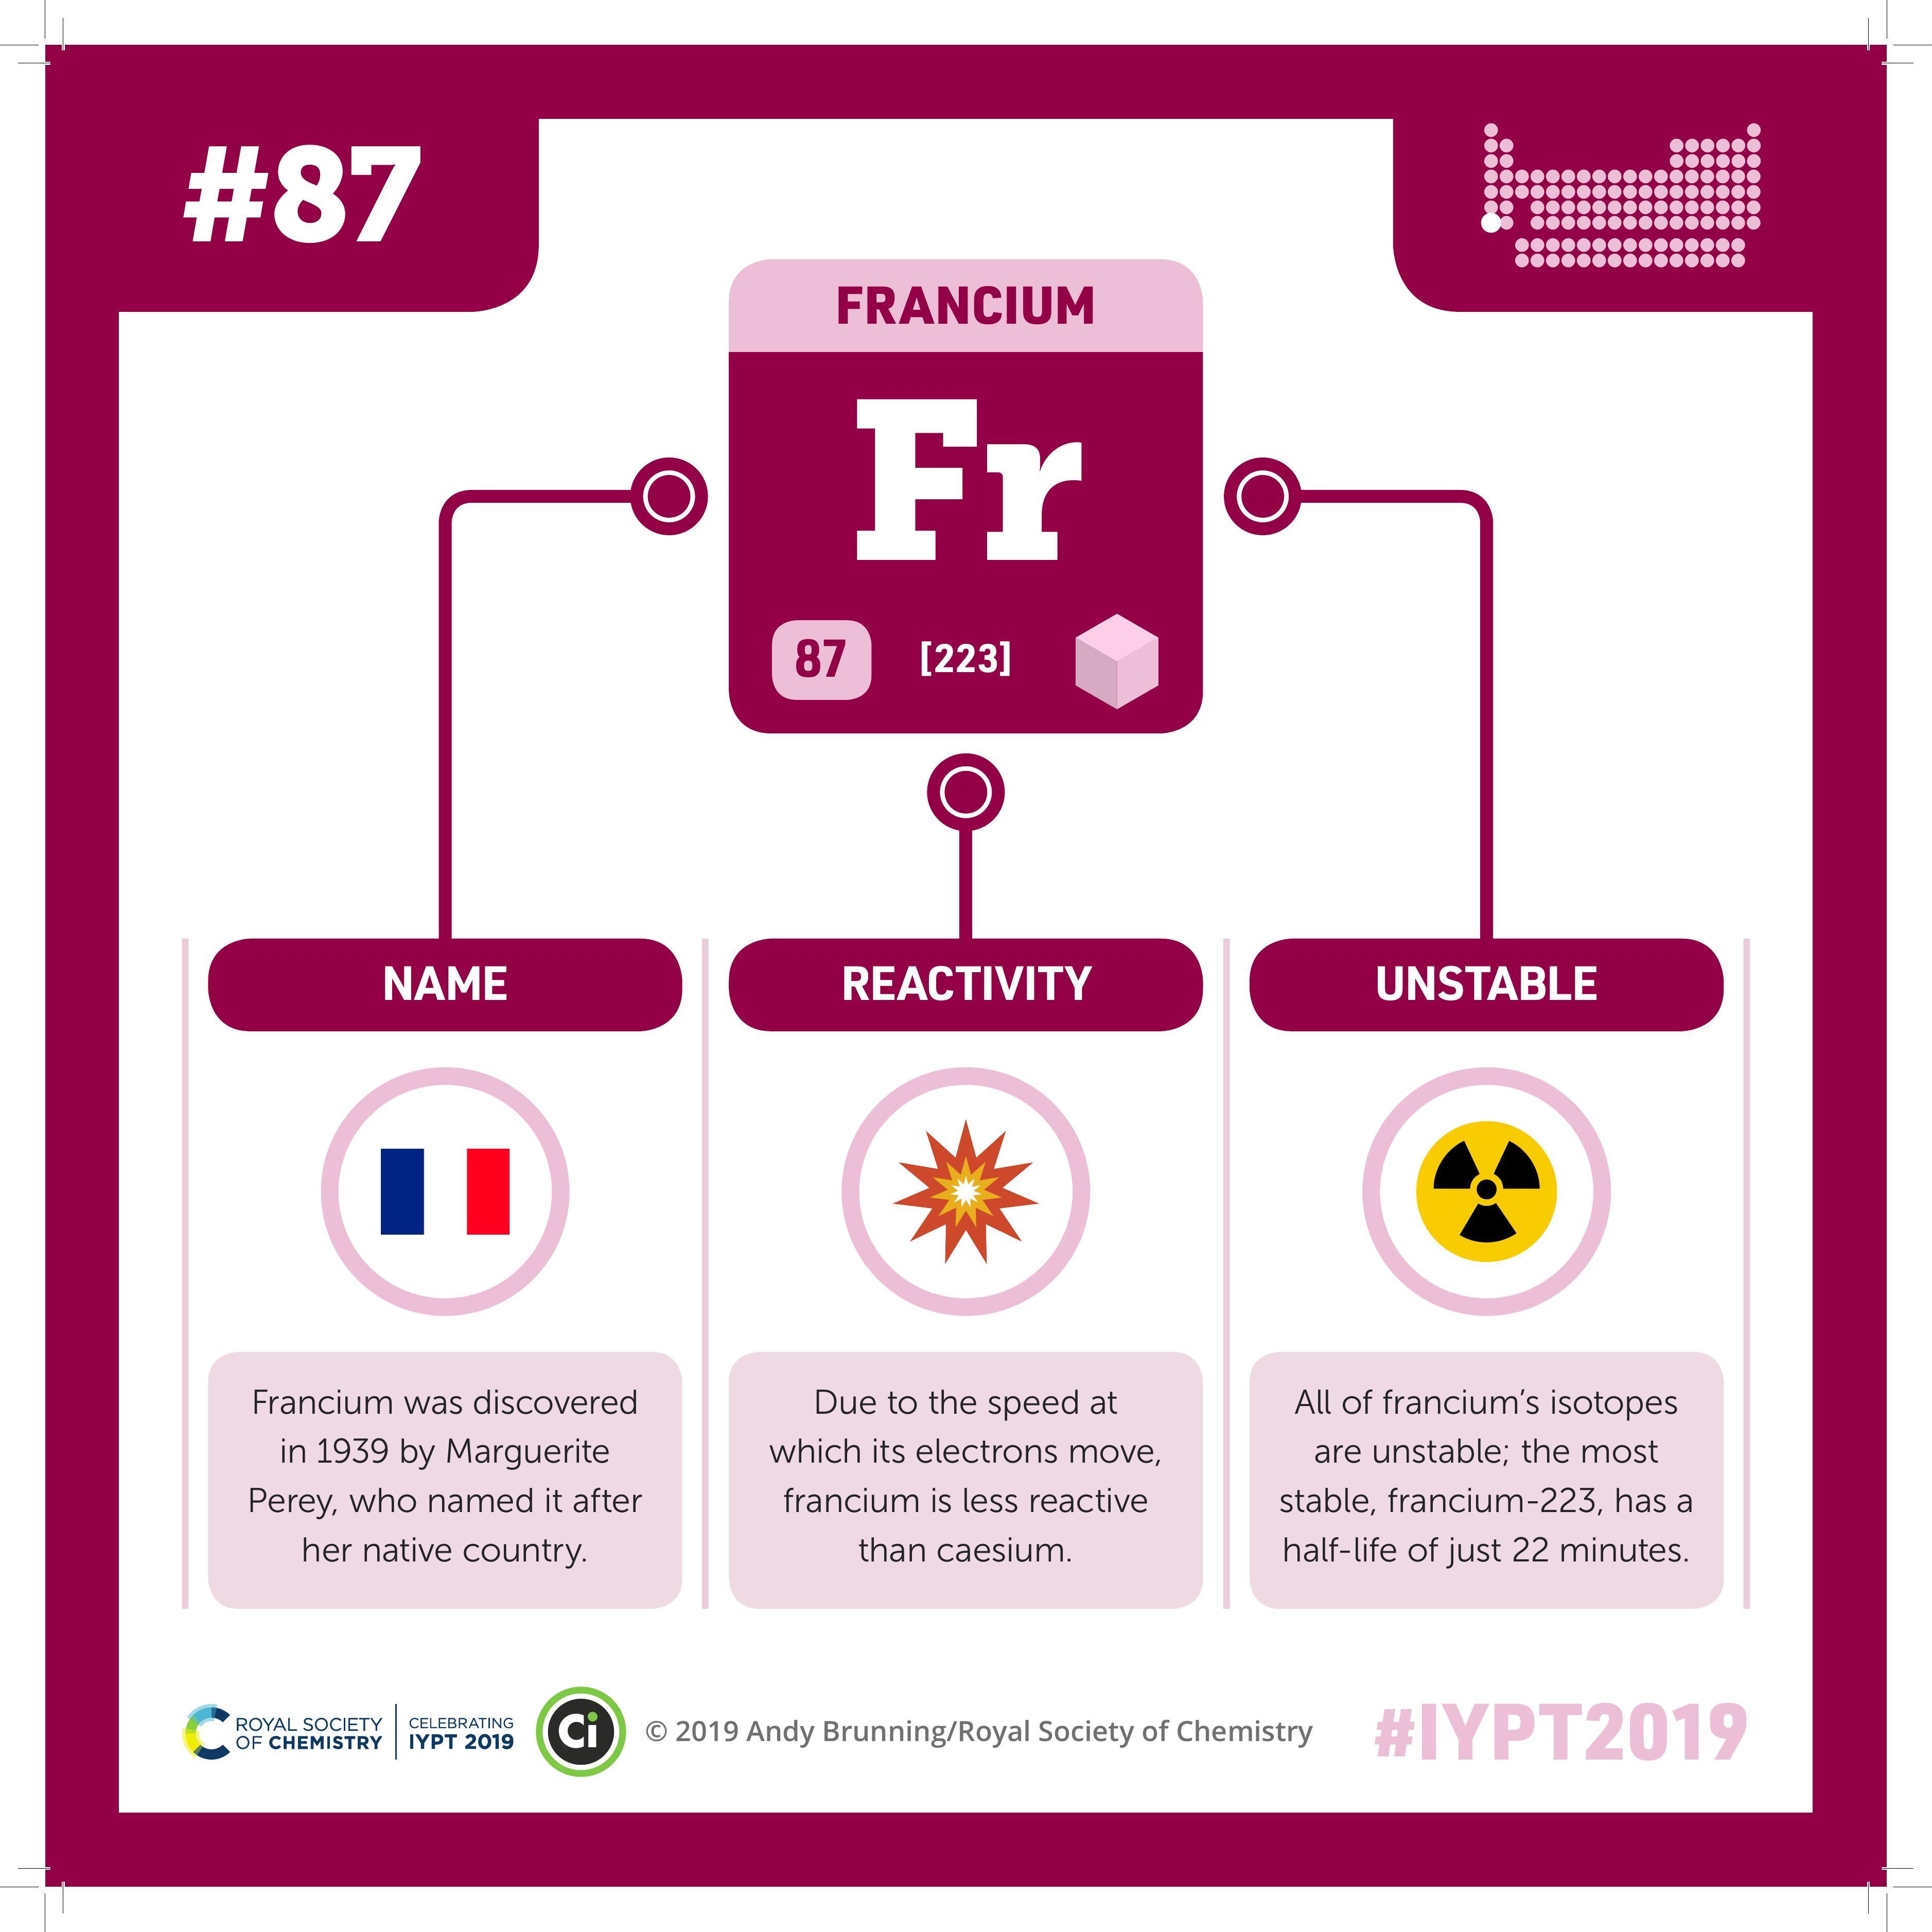 #87
FRANCIUM
Fr
87 [223]
NAME
Francium was discovered
in 1939 by Marguerite
Perey, who named it after
her native country.
REACTIVITY
Due to the speed at
which its electrons move,
francium is less reactive
than caesium.
UNSTABLE
All of francium’s isotopes
are unstable; the most
stable, francium-223, has a
half-life of just 22 minutes.
ROYAL SOCIETY
OF CHEMISTRY
CELEBRATING
IYPT 2019
Ci
© 2019 Andy Brunning/Royal Society of Chemistry
#IYPT2019